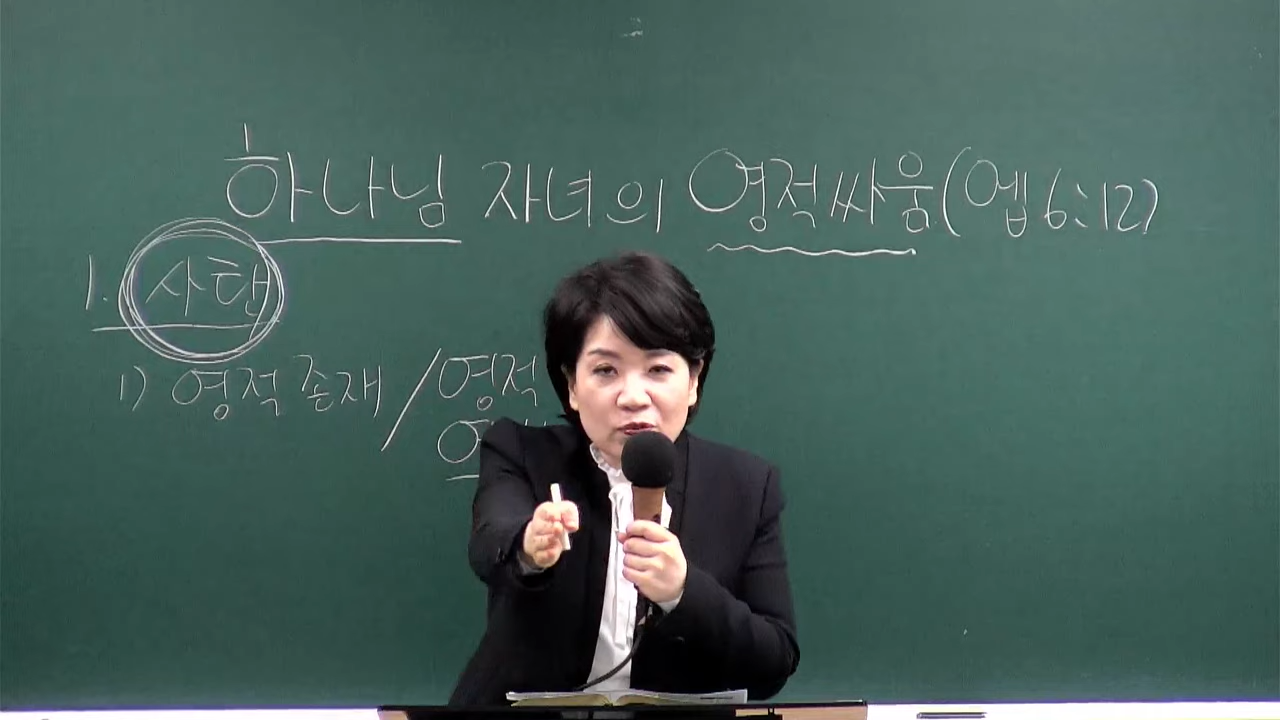 하나님 자녀의 영적싸움(엡 6:12)
1. 사탄
1) 영적 존재 / 영적